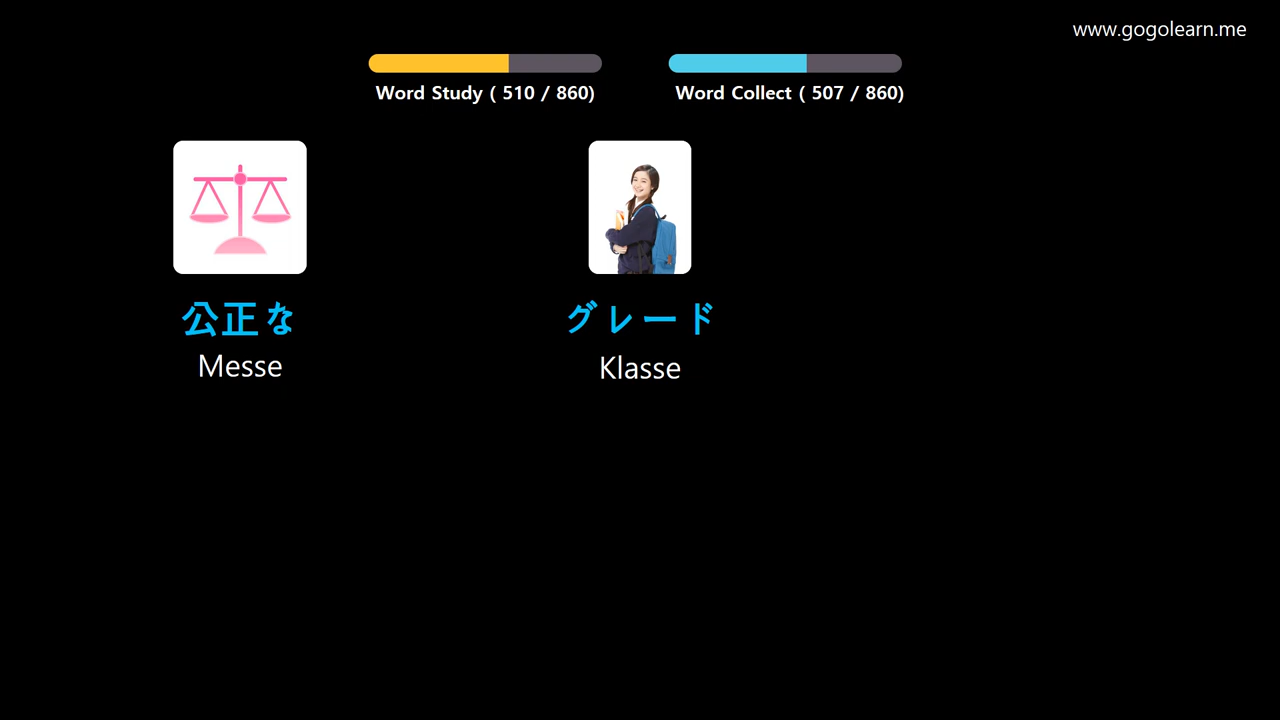 www.gogolearn.me
Word Study ( 510 / 860)
Word Collect ( 507 / 860)
公正な
Messe
グレード
Klasse